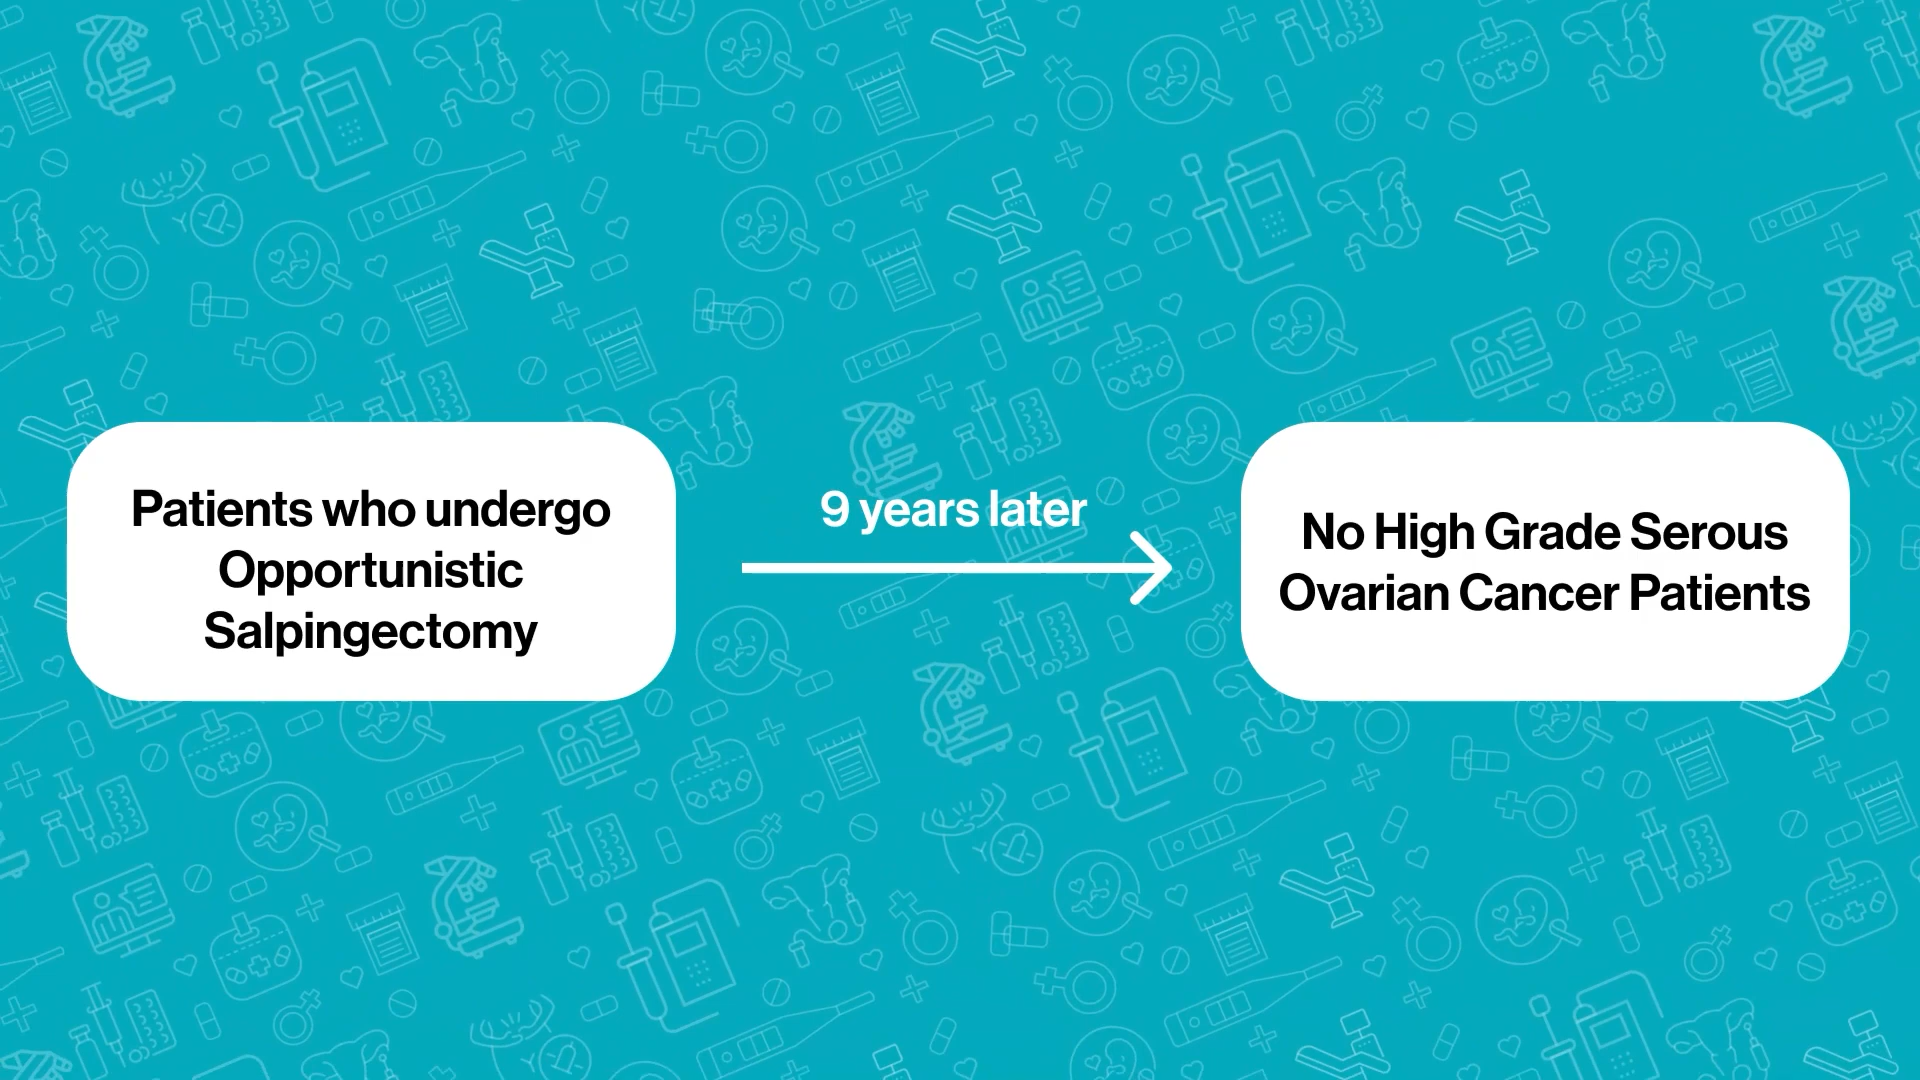 Patients who undergo
Opportunistic
Salpingectomy
9 years later
No High Grade Serous
Ovarian Cancer Patients